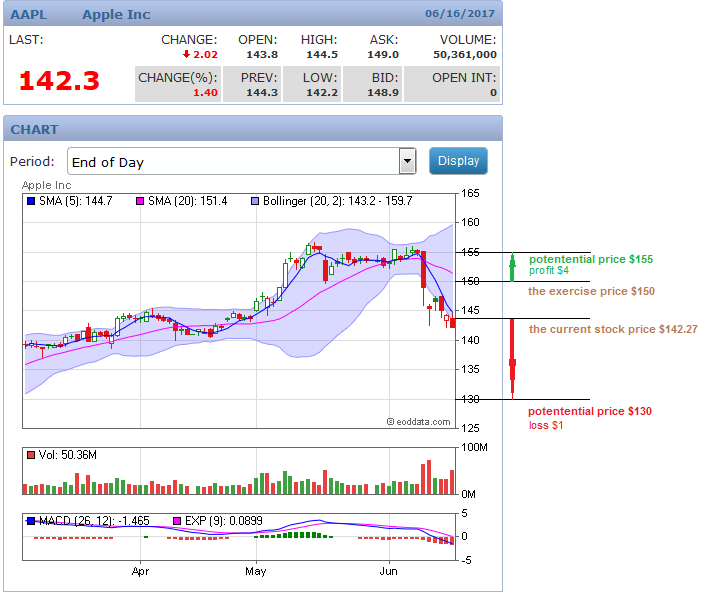 AAPL Apple Inc 06/16/2017
LAST: CHANGE: OPEN: HIGH: ASK: VOLUME:
2.02 143.8 144.5 149.0 50,361,000
142.3
CHANGE(%): PREV: LOW: BID: OPEN INT:
1.40 144.3 142.2 148.9 0
CHART
Period: End of Day Display
Apple Inc
SMA (5): 144.7 SMA (20): 151.4 Bollinger (20, 2): 143.2 - 159.7
165
160
155
potentential price $155
profit $4
150
the exercise price $150
145
the current stock price $142.27
140
135
130
potentential price $130
loss $1
© eoddata.com
125
Vol: 50.36M
100M
0M
MACD (26, 12): -1.465 EXP (9): 0.0899
5
0
-5
Apr May Jun